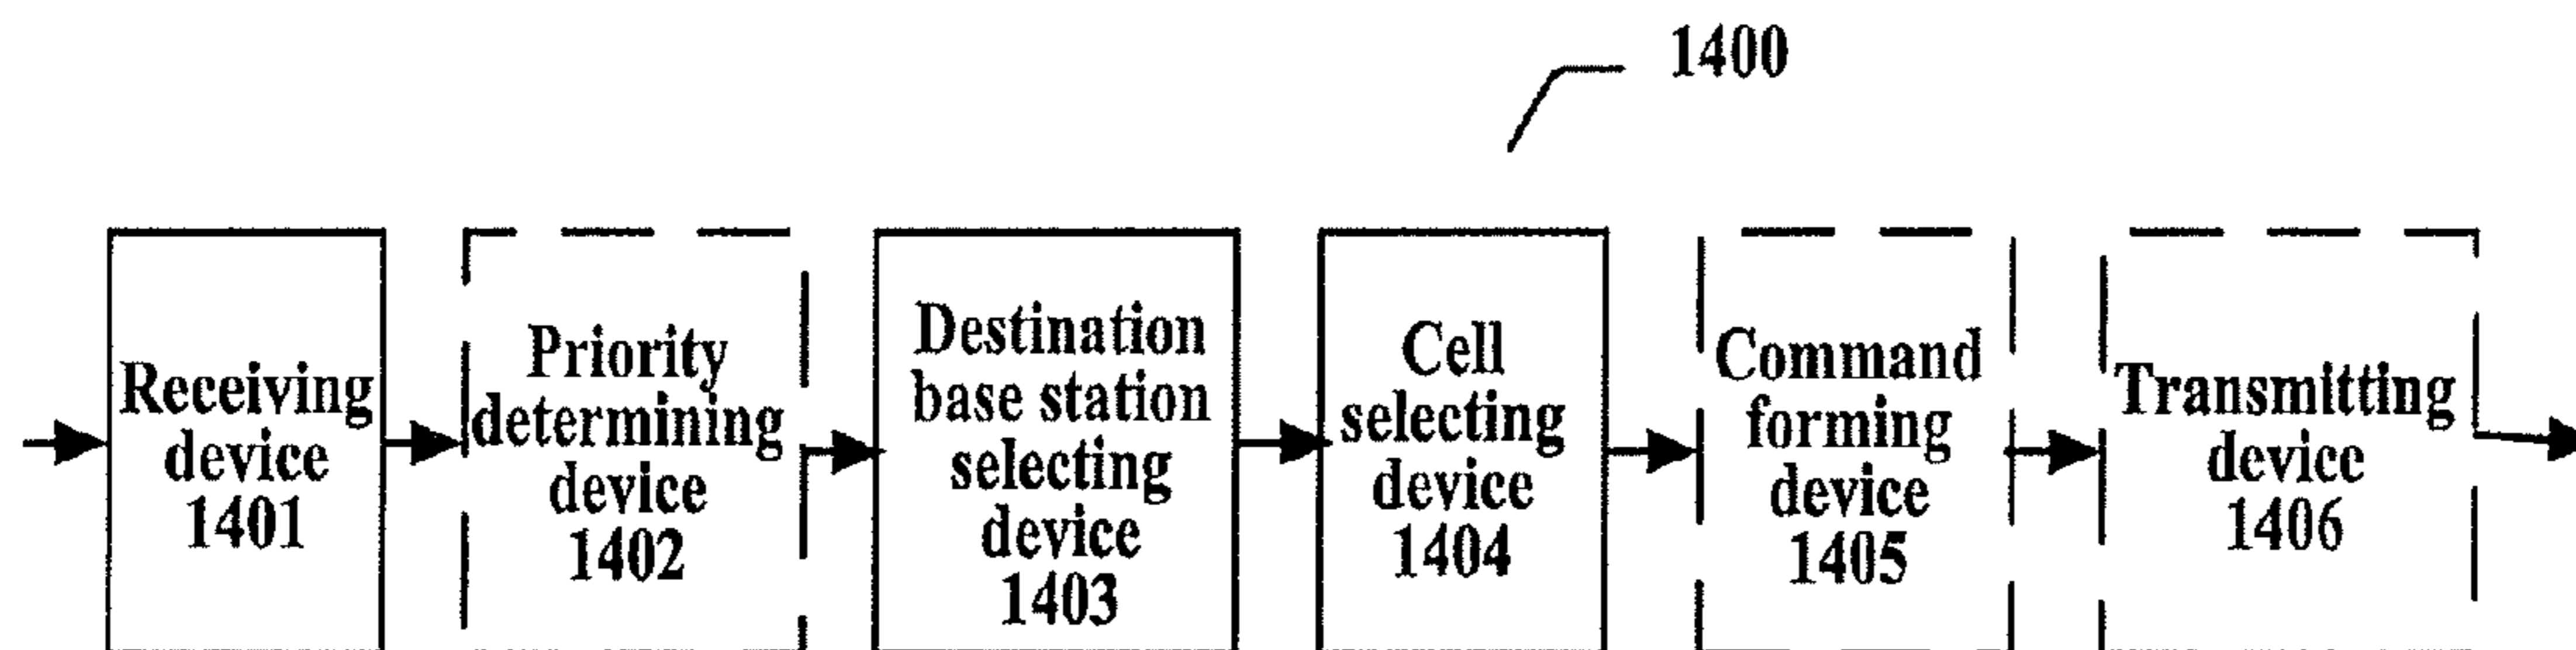 1400
Receiving
device
1401
Priority
determining
device
1402
Destination
base station
selecting
device
1403
Cell
selecting
device
1404
Command
forming
device
1405
Transmitting
device
1406